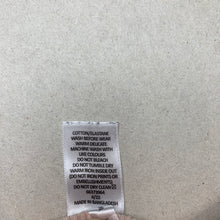 COTTON/ELASTANE
WASH BEFORE WEAR
WARM DELICATE
MACHINE WASH WITH
LIKE COLOURS
DO NOT BLEACH
DO NOT TUMBLE DRY
WARM IRON INSIDE OUT
(DO NOT IRON PRINTS OR
EMBELLISHMENTS)
DO NOT DRY CLEAN
MADE IN BANGLADESH